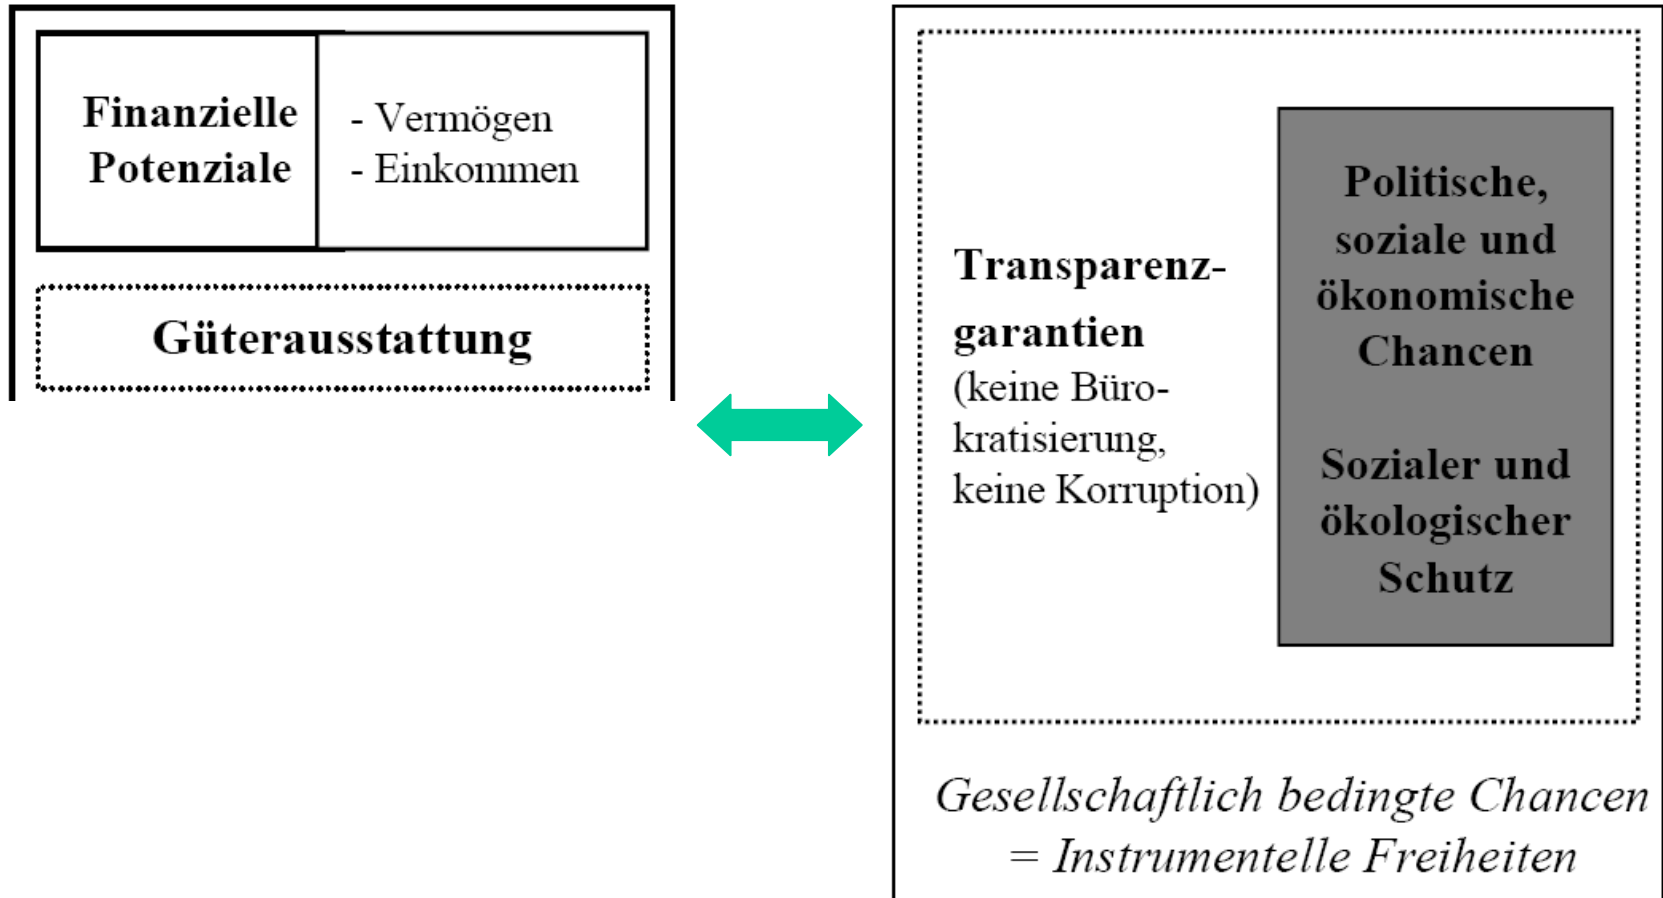 Finanzielle
Potenziale
- Vermögen
- Einkommen
Güterausstattung
Transparenz-
garantien
(keine Büro-
kratisierung,
keine Korruption)
Politische,
soziale und
ökonomische
Chancen
Sozialer und
ökologischer
Schutz
Gesellschaftlich bedingte Chancen
= Instrumentelle Freiheiten